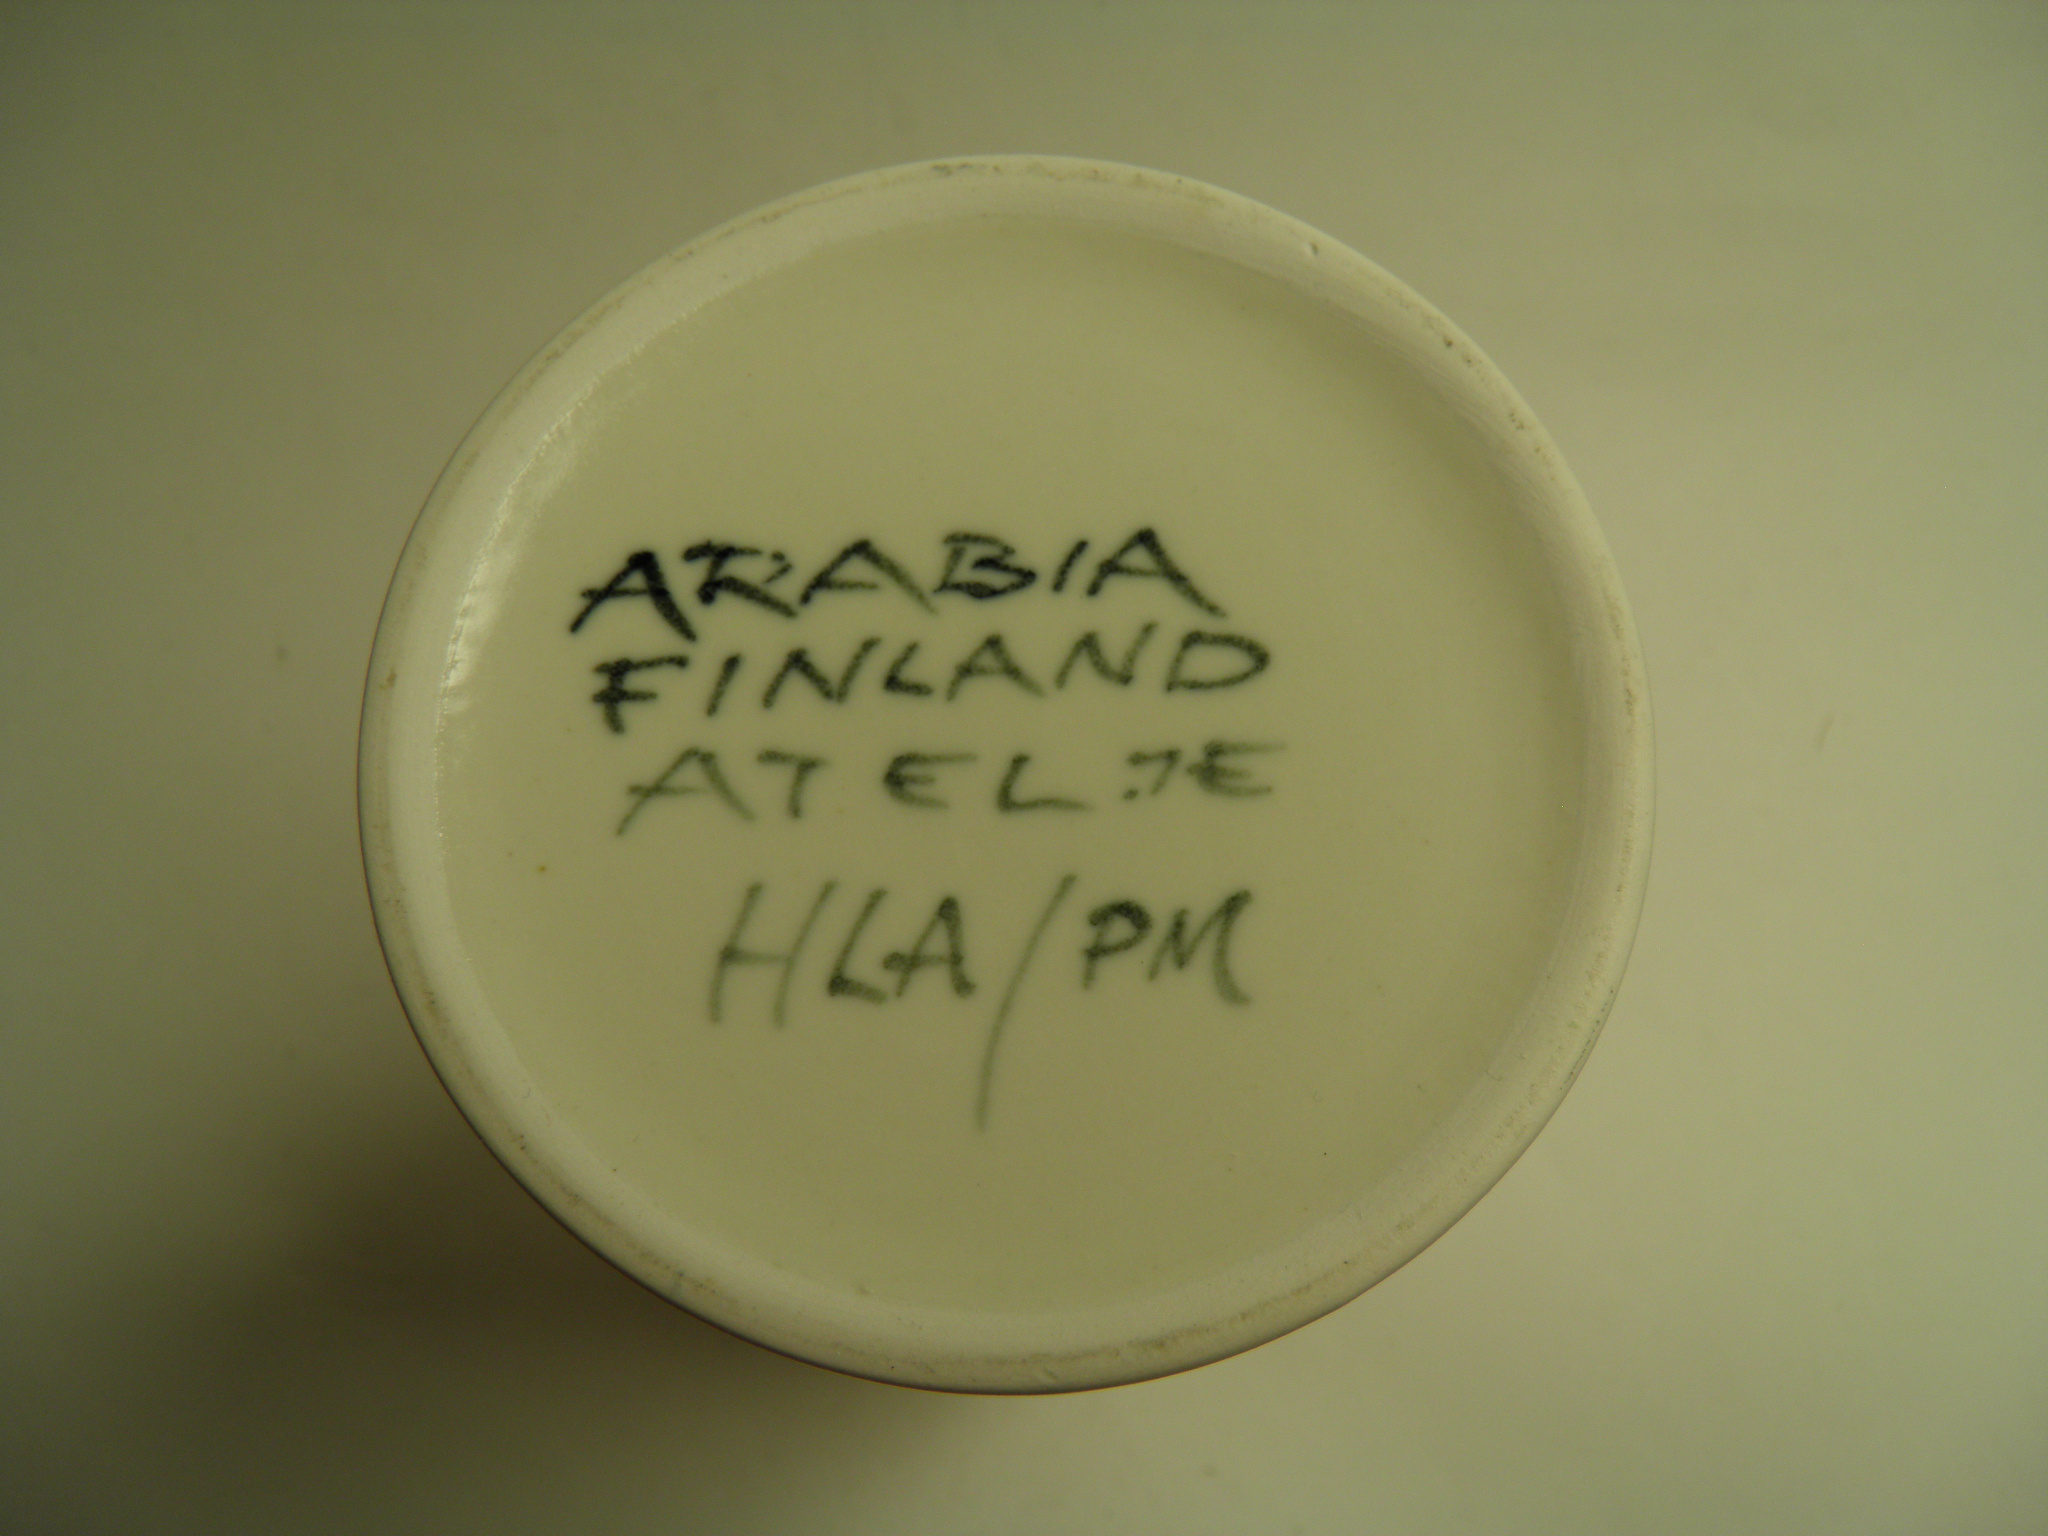 ARABIA
FINLAND
ATELJE
HLA/PM